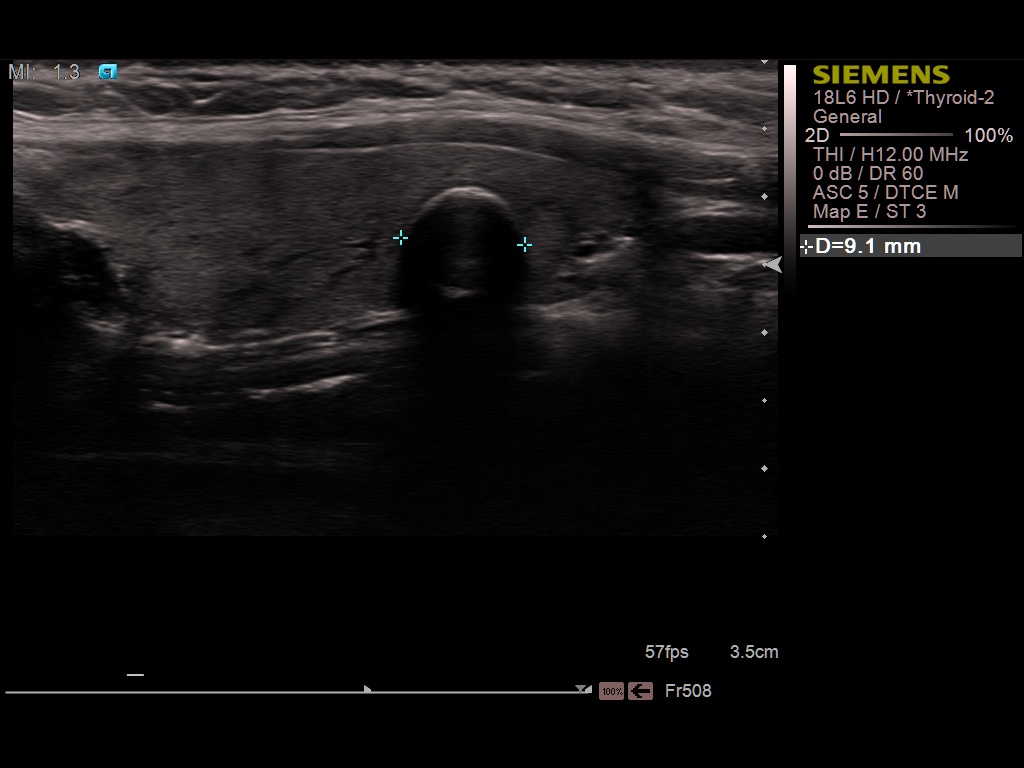 MI: 1.3
SIEMENS
18L6 HD / *Thyroid-2
General
2D 100%
THI / H12.00 MHz
0 dB / DR 60
ASC 5 / DTCE M
Map E / ST 3
D=9.1 mm
57fps 3.5cm
100% Fr508